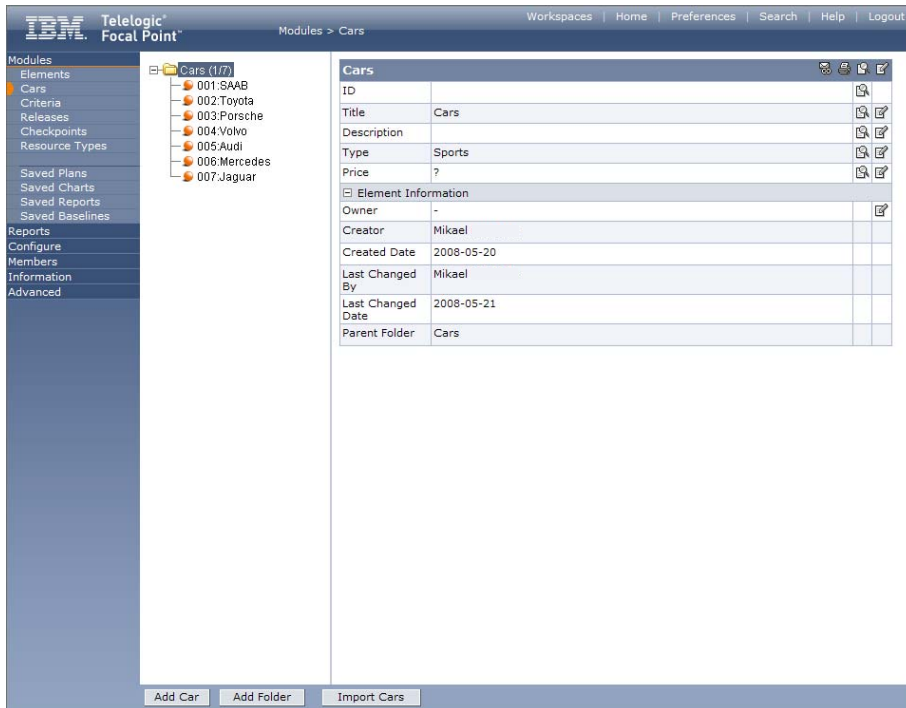 IBM. Telelogic® Focal Point™
Modules > Cars
Workspaces | Home | Preferences | Search | Help | Logout
Modules
Elements
Cars
Criteria
Releases
Checkpoints
Resource Types
Saved Plans
Saved Charts
Saved Reports
Saved Baselines
Reports
Configure
Members
Information
Advanced
Cars (1/7)
001:SAAB
002:Toyota
003:Porsche
004:Volvo
005:Audi
006:Mercedes
007:Jaguar
Cars
ID
Title Cars
Description
Type Sports
Price ?
Element Information
Owner -
Creator Mikael
Created Date 2008-05-20
Last Changed By Mikael
Last Changed Date 2008-05-21
Parent Folder Cars
Add Car Add Folder Import Cars